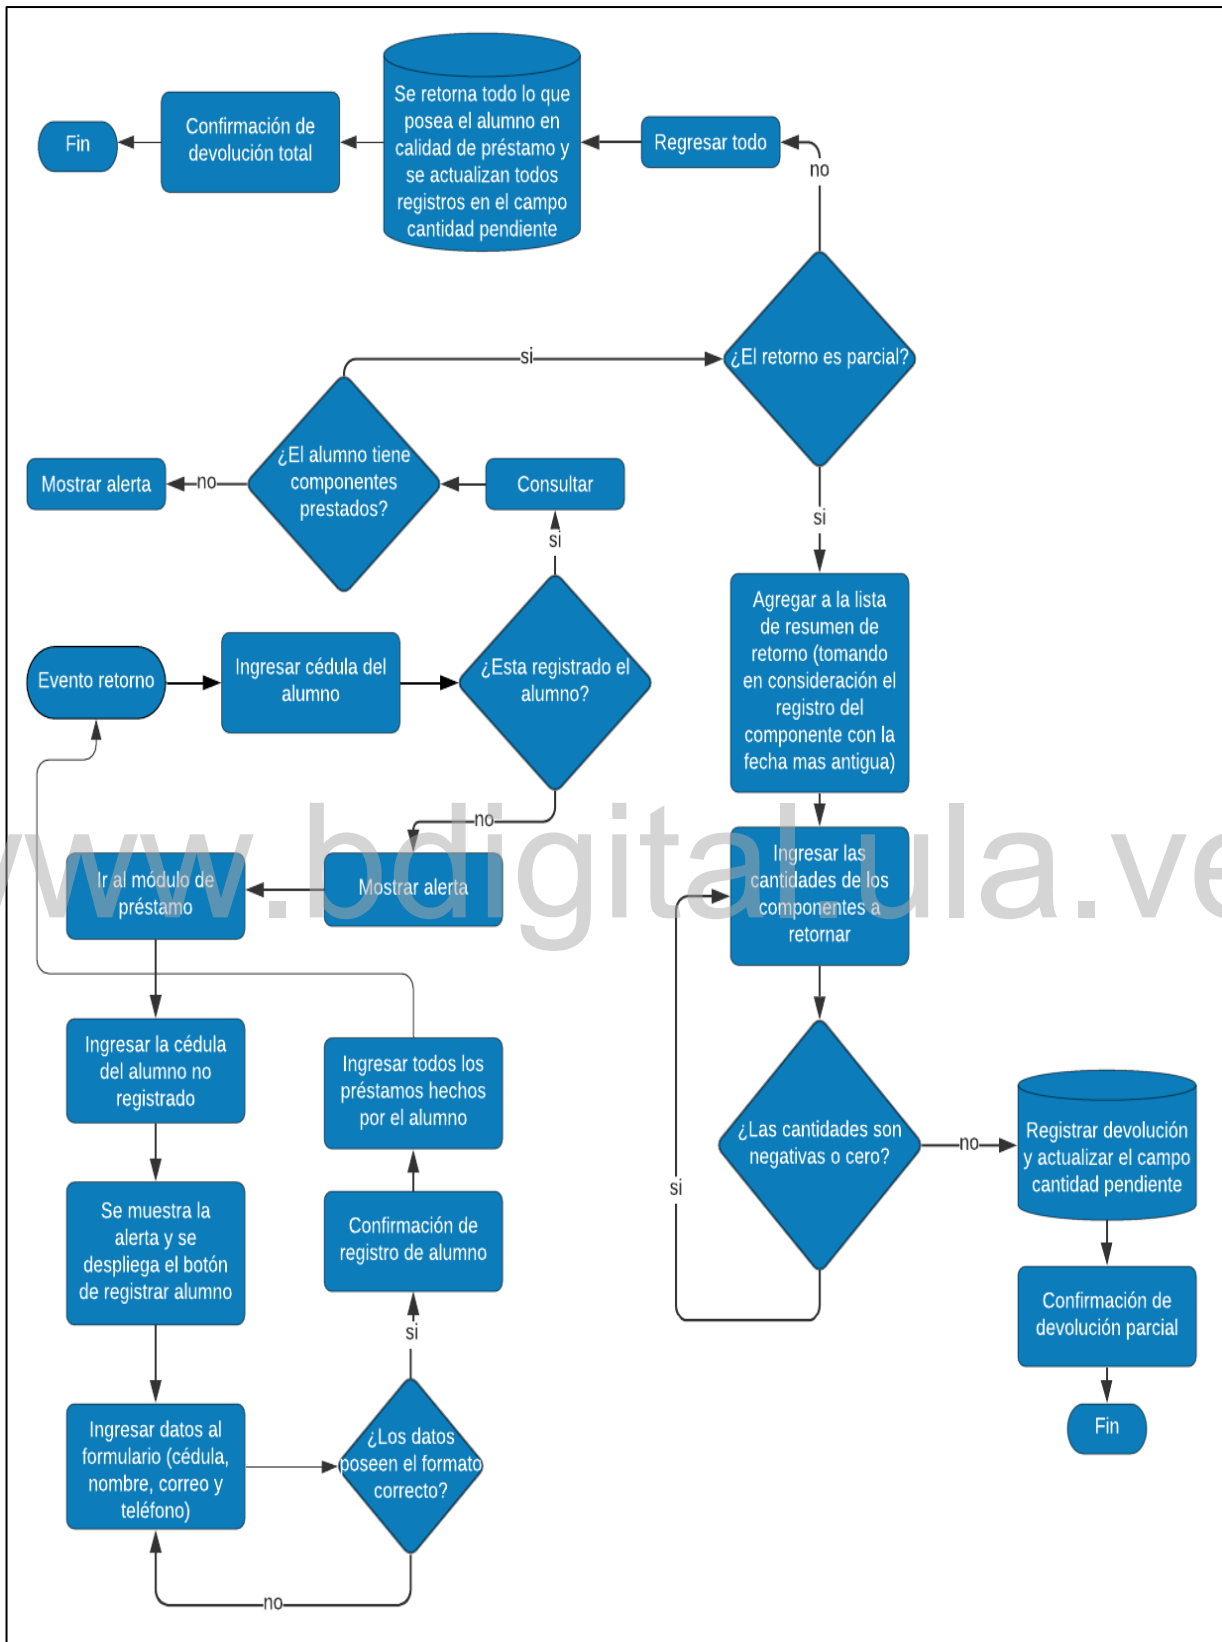 Fin
Confirmación de
devolución total
Se retorna todo lo que
posea el alumno en
calidad de préstamo y
se actualizan todos
registros en el campo
cantidad pendiente
Regresar todo
no
¿El retorno es parcial?
si
¿El alumno tiene
componentes
prestados?
no
Mostrar alerta
Consultar
si
si
Evento retorno
Ingresar cédula del
alumno
¿Esta registrado el
alumno?
Agregar a la lista
de resumen de
retorno (tomando
en consideración el
registro del
componente con la
fecha mas antigua)
no
Mostrar alerta
Ir al módulo de
préstamo
Ingresar las
cantidades de los
componentes a
retornar
www.bdigital.ula.ve
Ingresar la cédula
del alumno no
registrado
Ingresar todos los
préstamos hechos
por el alumno
¿Las cantidades son
negativas o cero?
no
si
Registrar devolución
y actualizar el campo
cantidad pendiente
Se muestra la
alerta y se
despliega el botón
de registrar alumno
Confirmación de
registro de alumno
Confirmación de
devolución parcial
si
Ingresar datos al
formulario (cédula,
nombre, correo y
teléfono)
¿Los datos
poseen el formato
correcto?
Fin
no